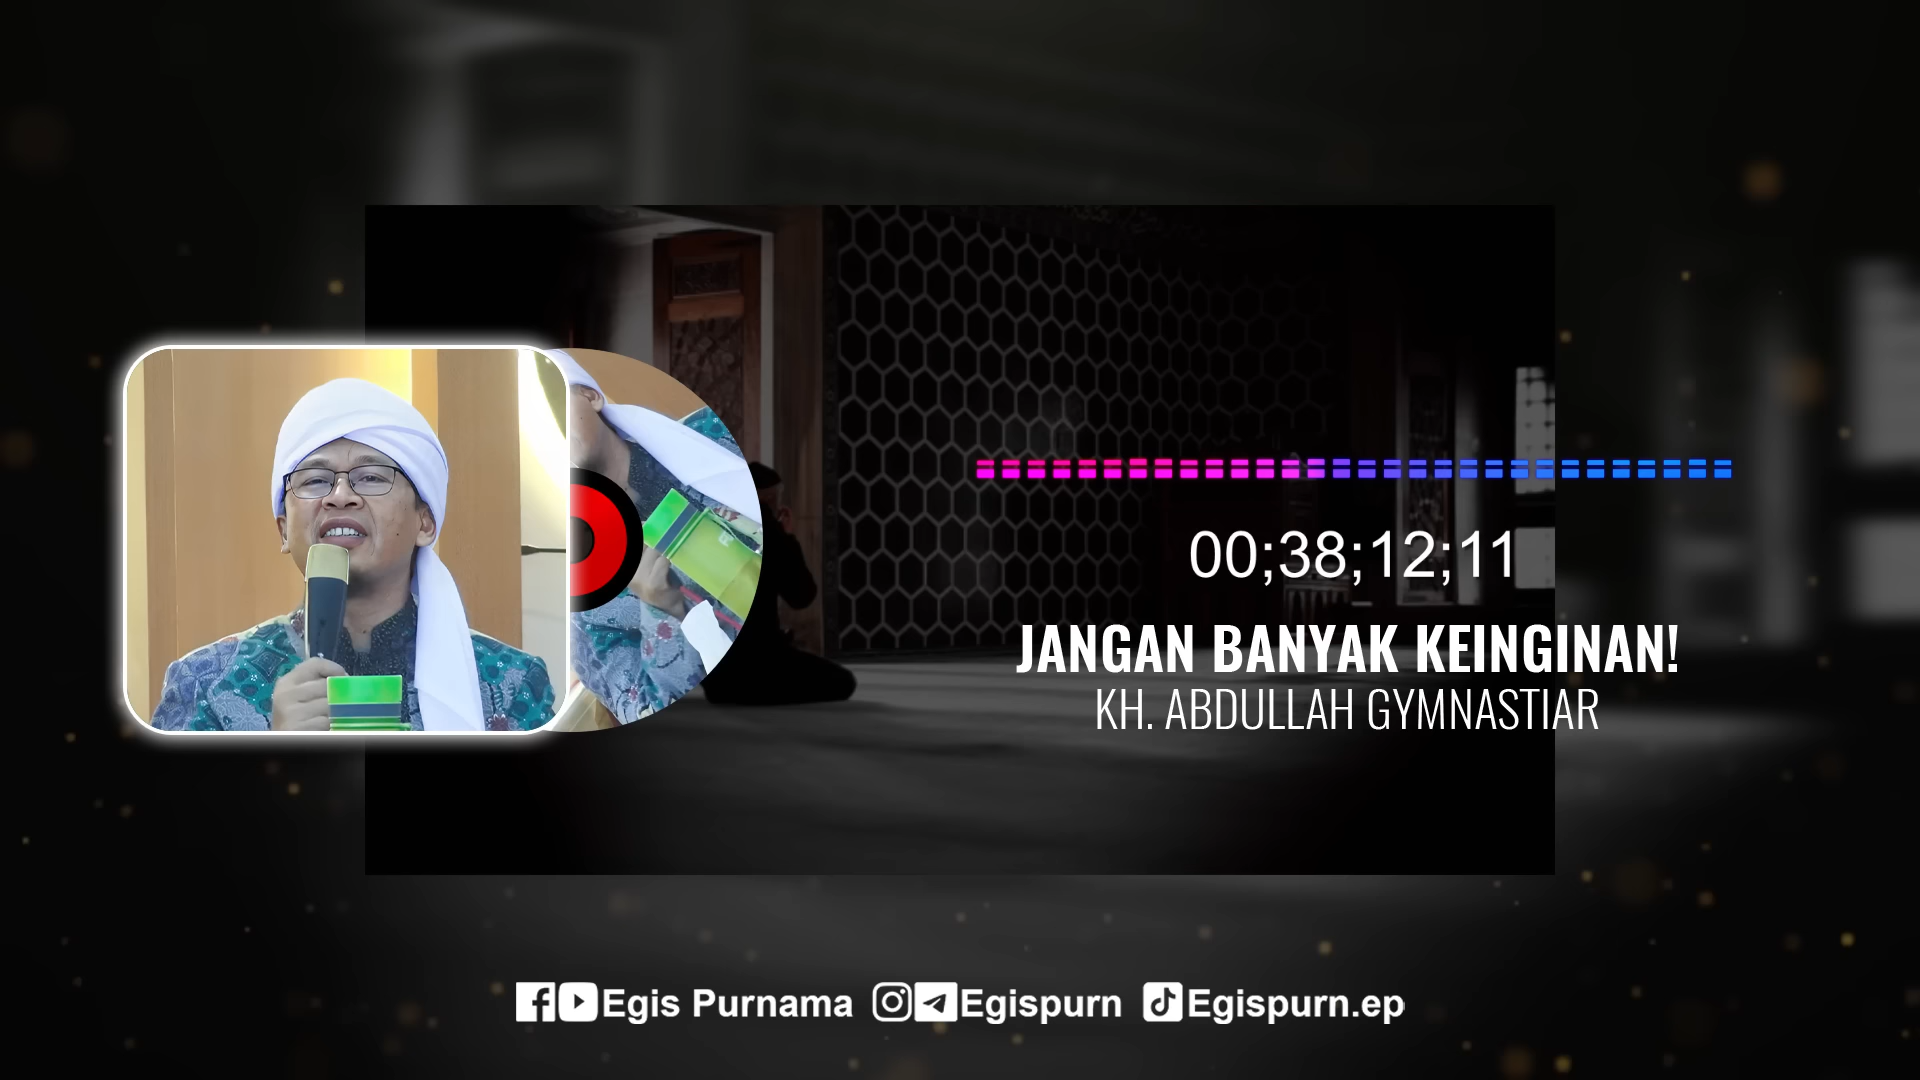 00;38;12;11
JANGAN BANYAK KEINGINAN!
KH. ABDULLAH GYMNASTIAR
Egis Purnama Egispurn Egispurn.ep